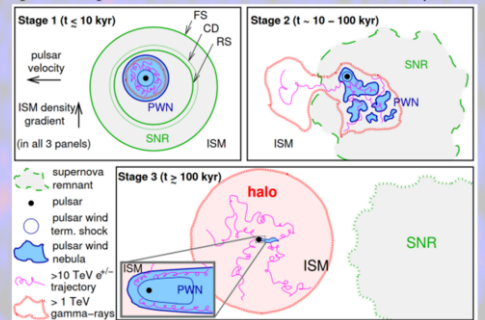 Stage 1 (t ≤ 10 kyr)
FS
CD
RS
pulsar
velocity
ISM density
gradient
(in all 3 panels)
PWN
SNR
ISM
Stage 2 (t ~ 10 – 100 kyr)
SNR
PWN
ISM
supernova
remnant
pulsar
pulsar wind
term. shock
pulsar wind
nebula
>10 TeV e+/−
trajectory
> 1 TeV
gamma−rays
Stage 3 (t ≥ 100 kyr)
halo
ISM
SNR
ISM
PWN